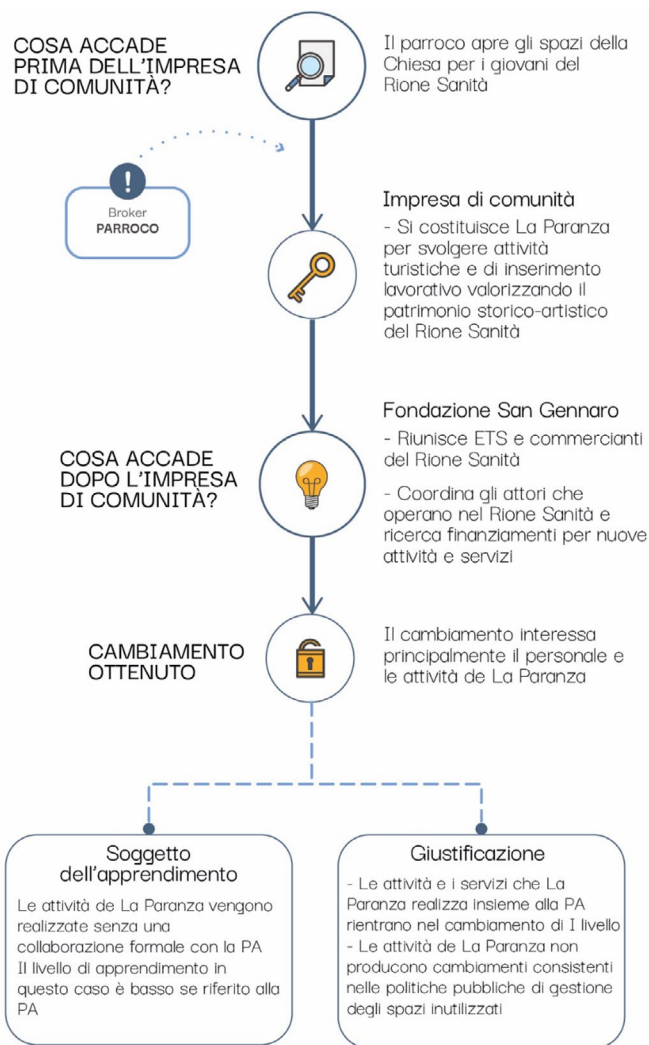 COSA ACCADE
PRIMA DELL'IMPRESA
DI COMUNITÀ?
Il parroco apre gli spazi della
Chiesa per i giovani del
Rione Sanità
!
Broker
PARROCO
Impresa di comunità
- Si costituisce La Paranza
per svolgere attività
turistiche e di inserimento
lavorativo valorizzando il
patrimonio storico-artistico
del Rione Sanità
COSA ACCADE
DOPO L'IMPRESA
DI COMUNITÀ?
Fondazione San Gennaro
- Riunisce ETS e commercianti
del Rione Sanità
- Coordina gli attori che
operano nel Rione Sanità e
ricerca finanziamenti per nuove
attività e servizi
CAMBIAMENTO
OTTENUTO
Il cambiamento interessa
principalmente il personale e
le attività de La Paranza
Soggetto
dell'apprendimento
Le attività de La Paranza vengono
realizzate senza una
collaborazione formale con la PA
Il livello di apprendimento in
questo caso è basso se riferito alla
PA
Giustificazione
- Le attività e i servizi che La
Paranza realizza insieme alla PA
rientrano nel cambiamento di I livello
- Le attività de La Paranza non
producono cambiamenti consistenti
nelle politiche pubbliche di gestione
degli spazi inutilizzati